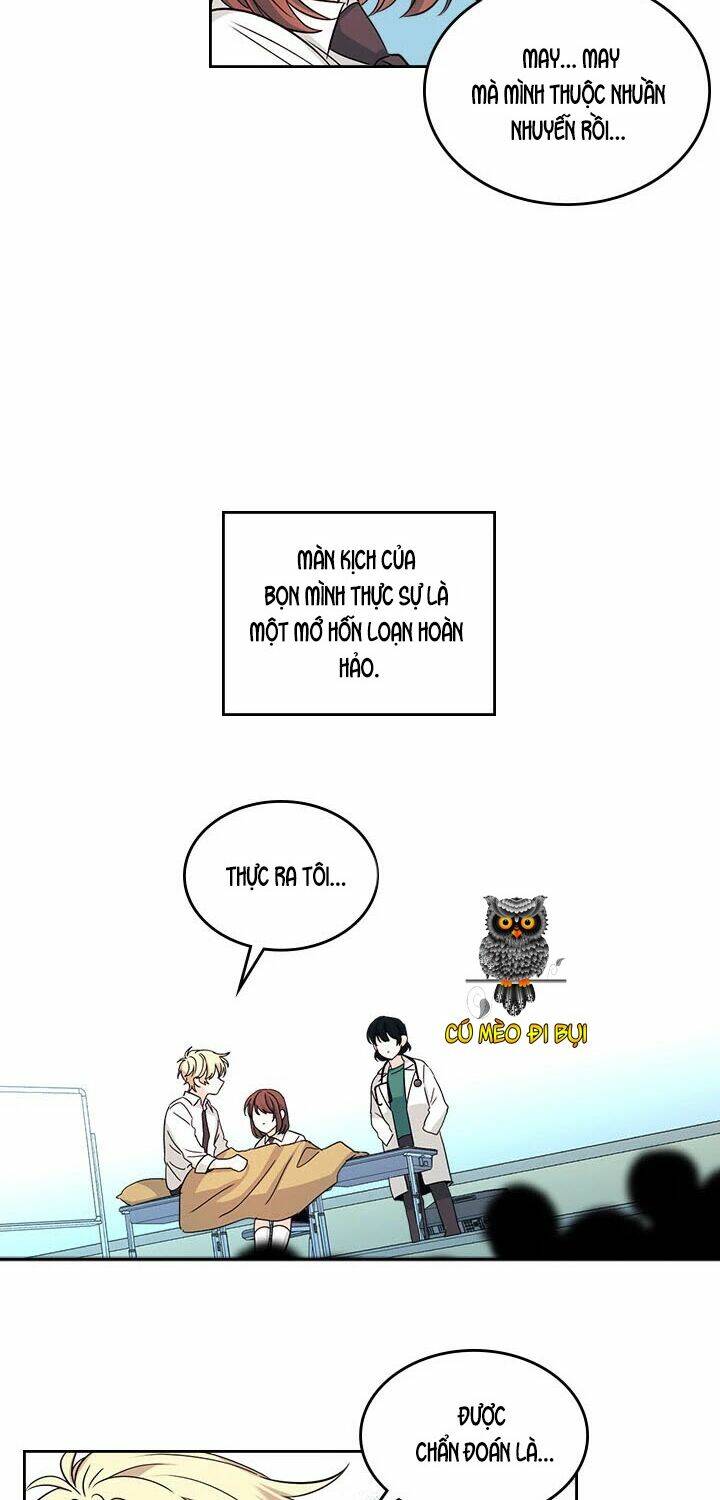 MAY... MAY
MÀ MÌNH THUỘC NHUẦN
NHUYỄN RỒI...
MÀN KỊCH CỦA
BỌN MÌNH THỰC SỰ LÀ
MỘT MỚ HỖN LOẠN HOÀN
HẢO.
THỰC RA TÔI...
CÚ MÈO ĐI BỤI
ĐƯỢC
CHẨN ĐOÁN LÀ...